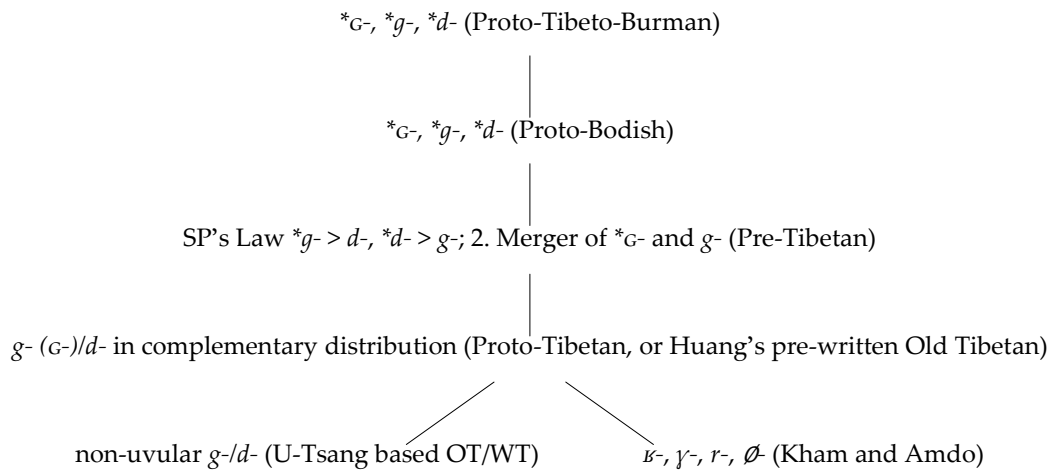 *ɢ-, *g-, *d- (Proto-Tibeto-Burman)
*ɢ-, *g-, *d- (Proto-Bodish)
SP’s Law *g- > d-, *d- > g-; 2. Merger of *ɢ- and g- (Pre-Tibetan)
g- (ɢ-)/d- in complementary distribution (Proto-Tibetan, or Huang’s pre-written Old Tibetan)
non-uvular g-/d- (U-Tsang based OT/WT) ʁ-, ɣ-, r-, Ø- (Kham and Amdo)